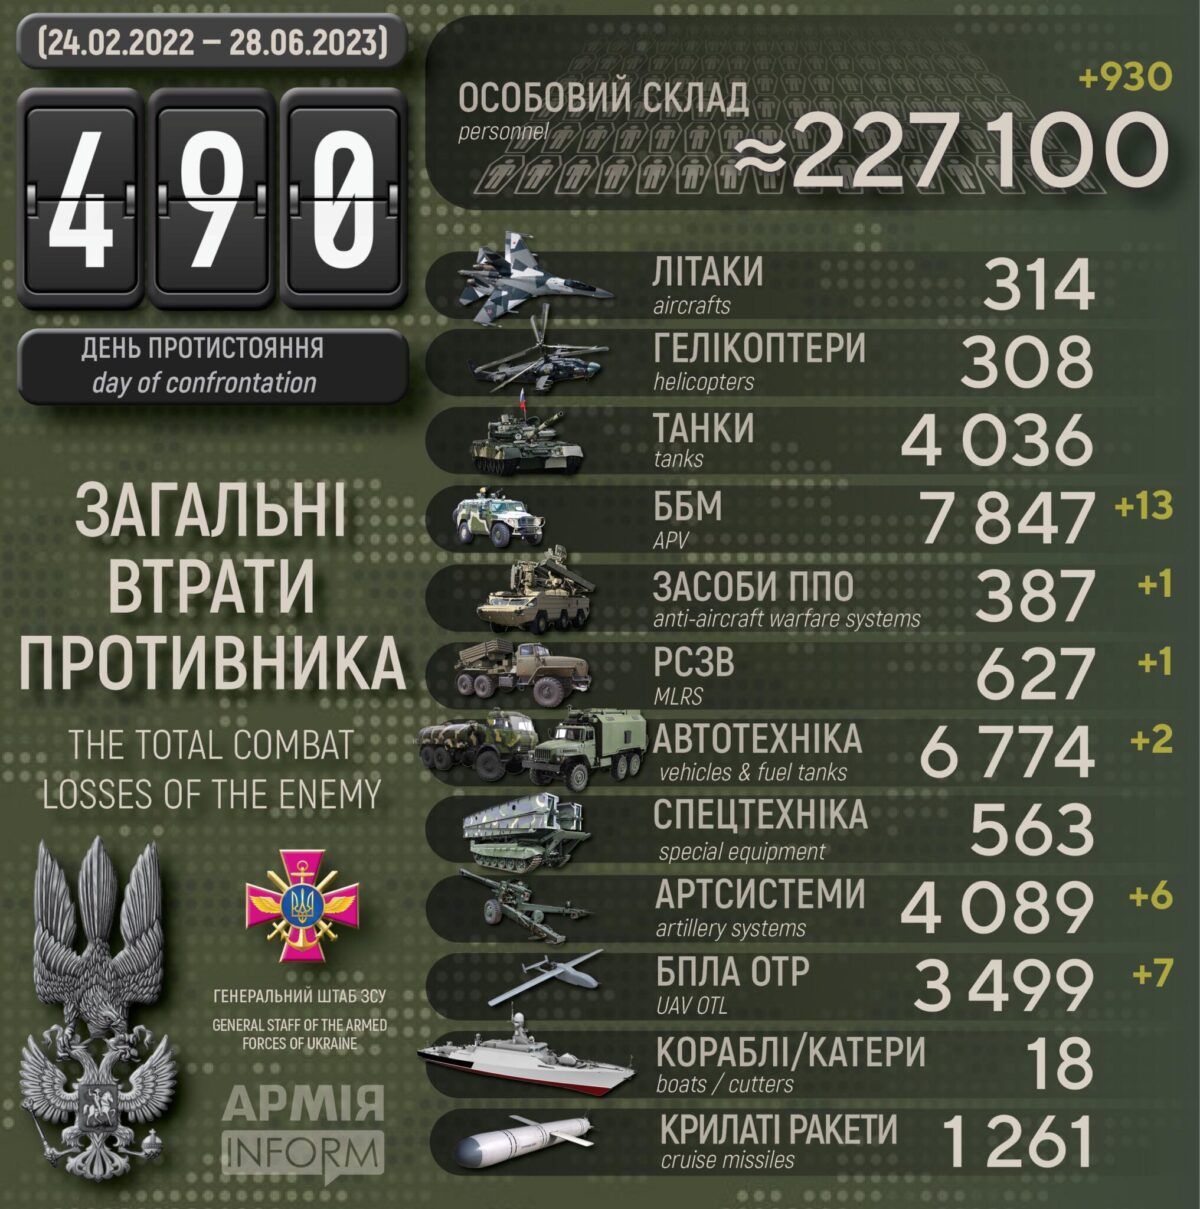 (24.02.2022 – 28.06.2023)
490
ДЕНЬ ПРОТИСТОЯННЯ
day of confrontation
ЗАГАЛЬНІ
ВТРАТИ
ПРОТИВНИКА
THE TOTAL COMBAT
LOSSES OF THE ENEMY
ГЕНЕРАЛЬНИЙ ШТАБ ЗСУ
GENERAL STAFF OF THE ARMED
FORCES OF UKRAINE
АРМІЯ
INFORM
ОСОБОВИЙ СКЛАД
personnel
+930
≈227 100
ЛІТАКИ
aircrafts
314
ГЕЛІКОПТЕРИ
helicopters
308
ТАНКИ
tanks
4 036
ББМ
APV
7 847 +13
ЗАСОБИ ППО
anti-aircraft warfare systems
387 +1
РСЗВ
MLRS
627 +1
АВТОТЕХНІКА
vehicles & fuel tanks
6 774 +2
СПЕЦТЕХНІКА
special equipment
563
АРТСИСТЕМИ
artillery systems
4 089 +6
БПЛА ОТР
UAV OTL
3 499 +7
КОРАБЛІ/КАТЕРИ
boats / cutters
18
КРИЛАТІ РАКЕТИ
cruise missiles
1 261